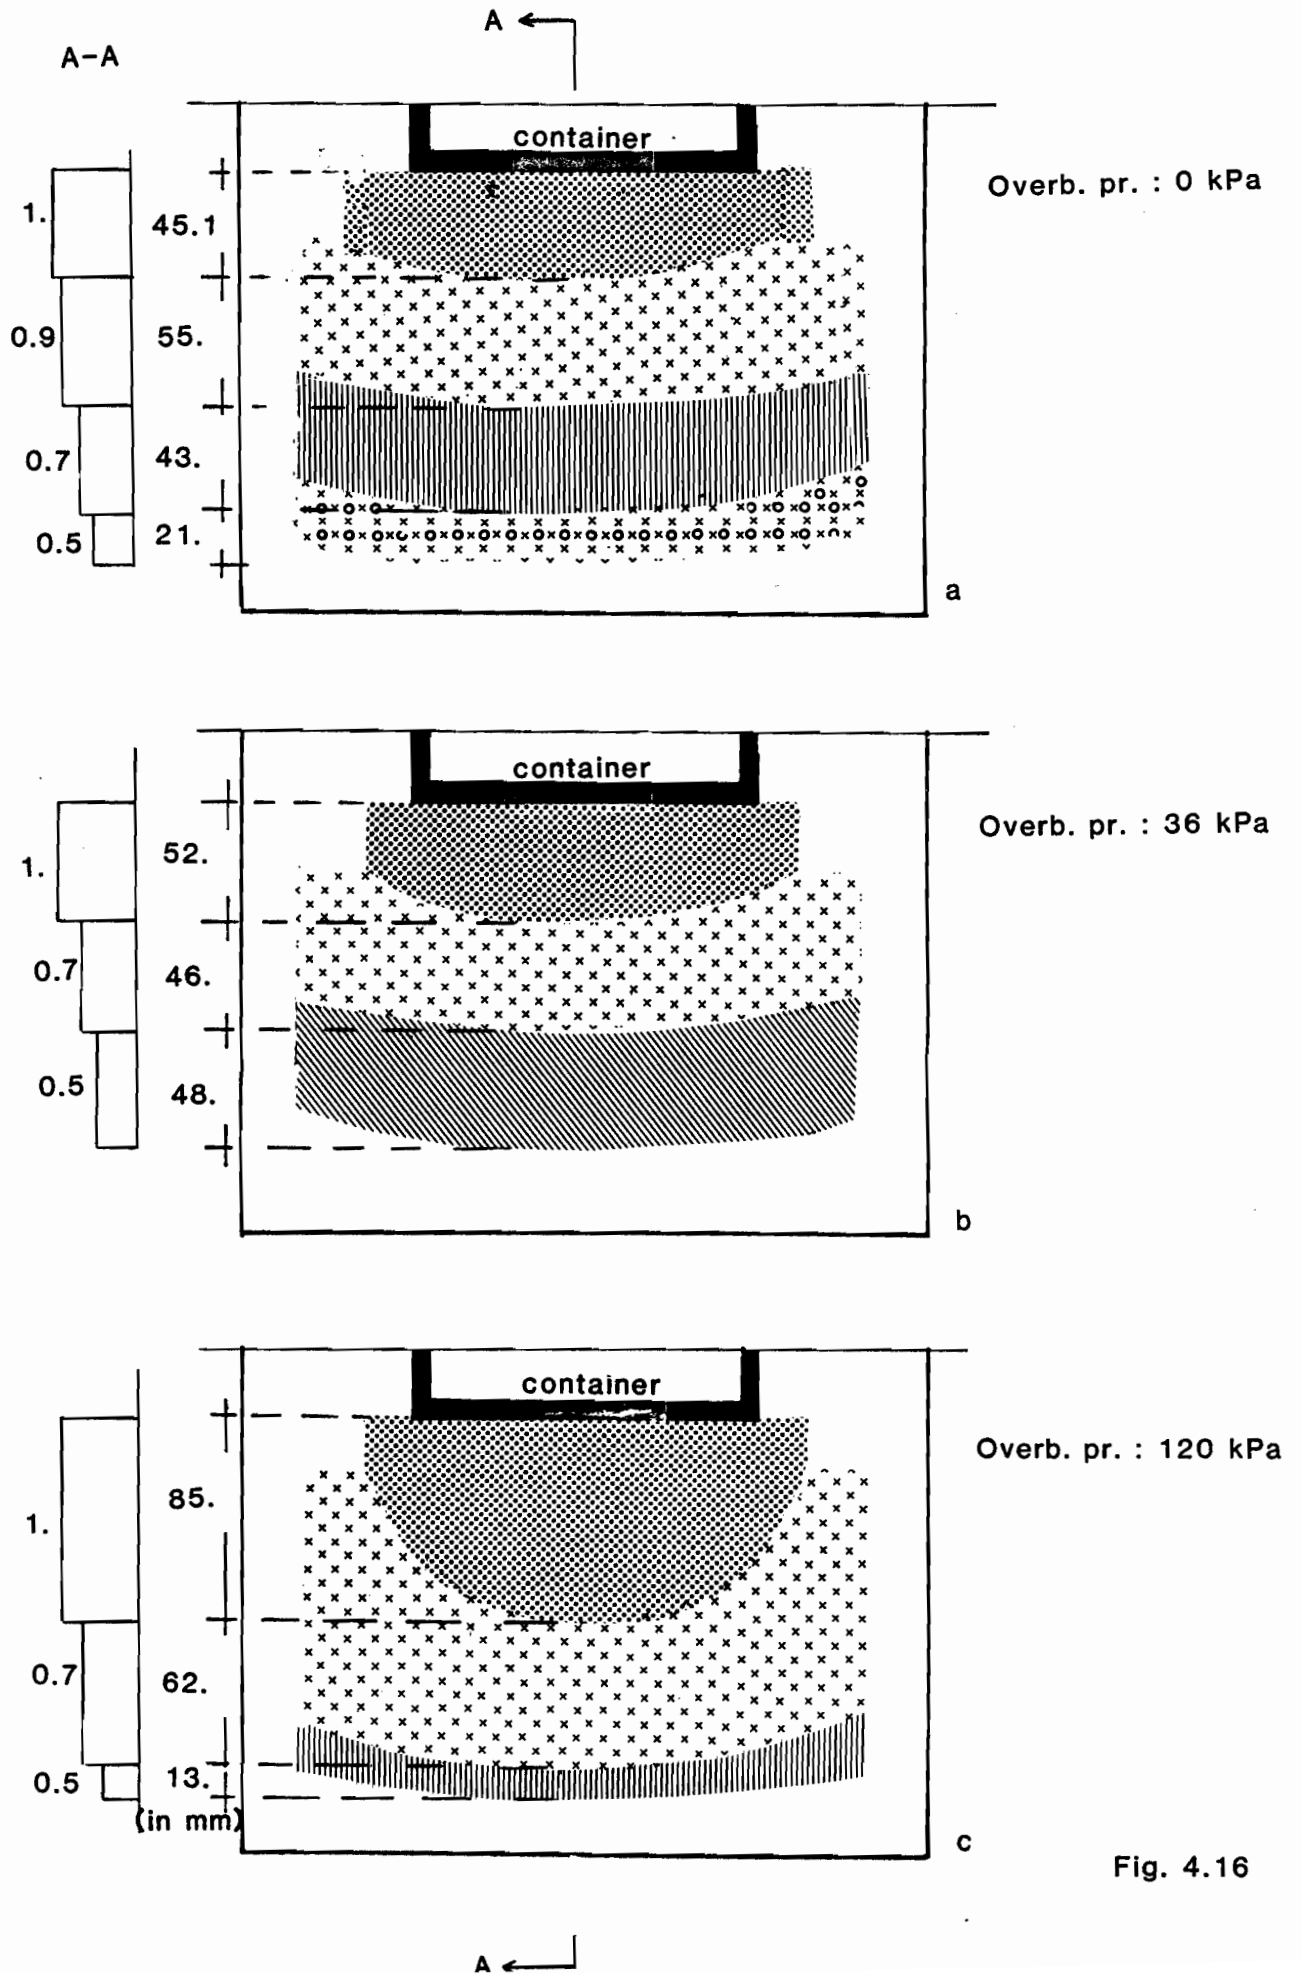 A
A-A
container
Overb. pr. : 0 kPa
1.
45.1
0.9
55.
0.7
43.
0.5
21.
a
container
Overb. pr. : 36 kPa
1.
52.
0.7
46.
0.5
48.
b
container
Overb. pr. : 120 kPa
1.
85.
0.7
62.
0.5
13.
(in mm)
c
Fig. 4.16
A